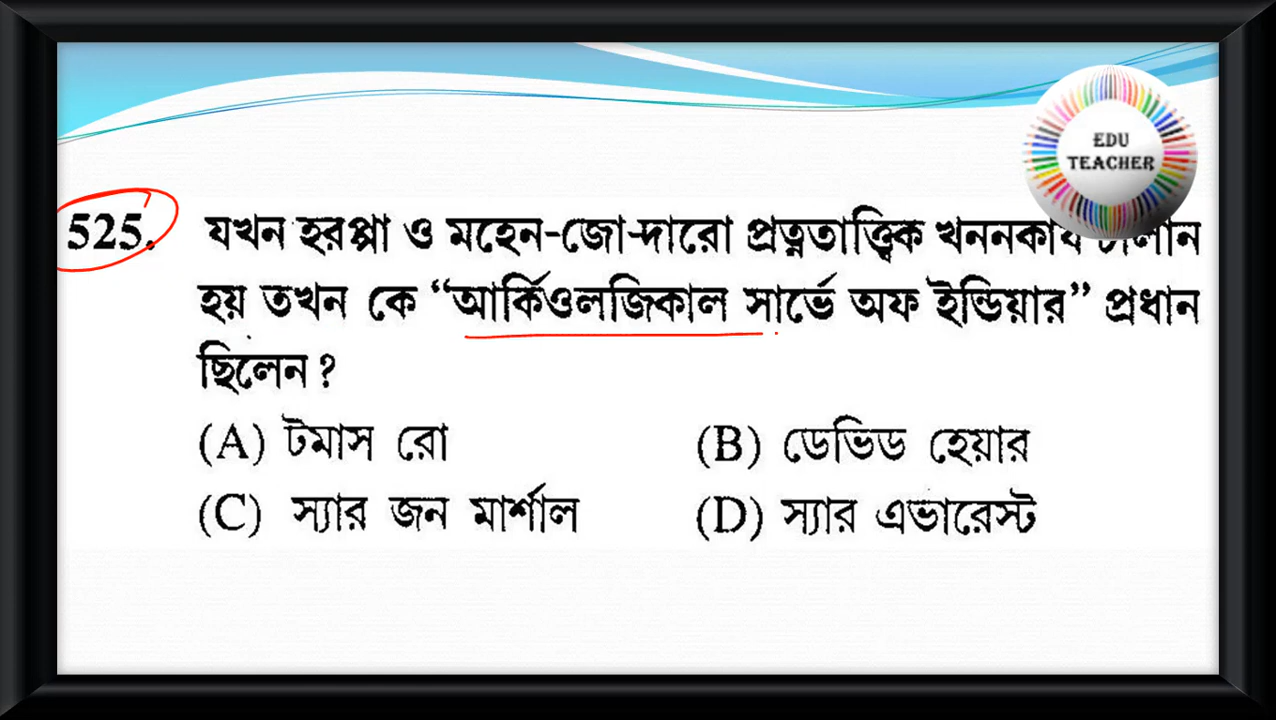 EDU
TEACHER
525. যখন হরপ্পা ও মহেন-জো-দারো প্রত্নতাত্ত্বিক খননকার্য চালান
হয় তখন কে “আর্কিওলজিকাল সার্ভে অফ ইন্ডিয়ার” প্রধান
ছিলেন ?
(A) টমাস রো (B) ডেভিড হেয়ার
(C) স্যার জন মার্শাল (D) স্যার এভারেস্ট